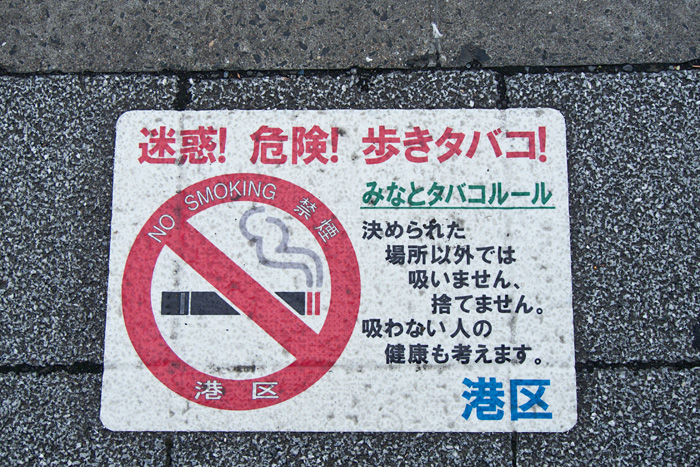 迷惑! 危険! 歩きタバコ!
NO SMOKING 禁煙
港区
みなとタバコルール
決められた
場所以外では
吸いません、
捨てません。
吸わない人の
健康も考えます。
港区